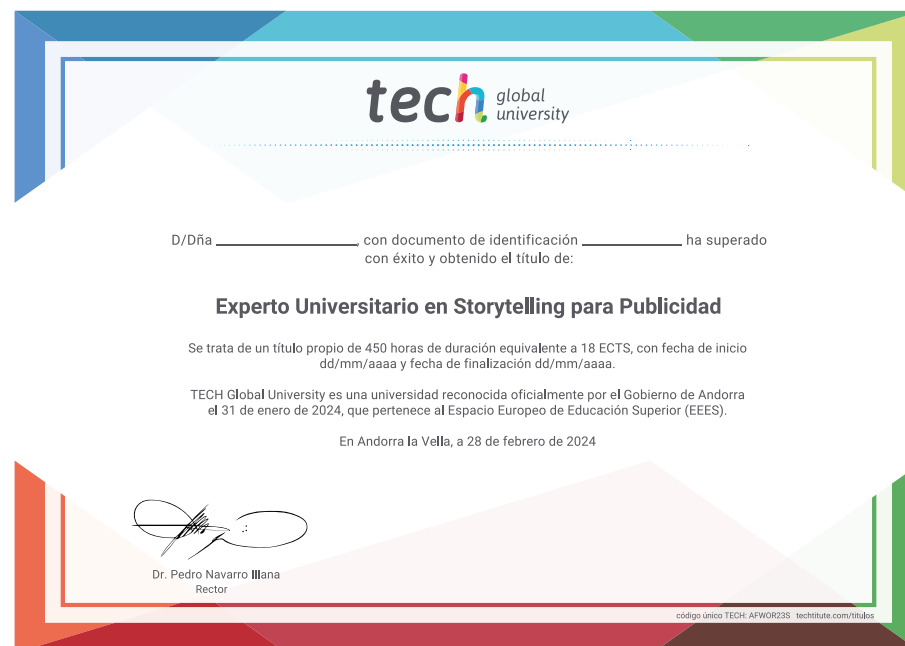 tech global university
D/Dña ____________________, con documento de identificación ______________ ha superado
con éxito y obtenido el título de:
Experto Universitario en Storytelling para Publicidad
Se trata de un título propio de 450 horas de duración equivalente a 18 ECTS, con fecha de inicio
dd/mm/aaaa y fecha de finalización dd/mm/aaaa.
TECH Global University es una universidad reconocida oficialmente por el Gobierno de Andorra
el 31 de enero de 2024, que pertenece al Espacio Europeo de Educación Superior (EEES).
En Andorra la Vella, a 28 de febrero de 2024
Dr. Pedro Navarro Illana
Rector
código único TECH: AFWOR23S techtitute.com/titulos